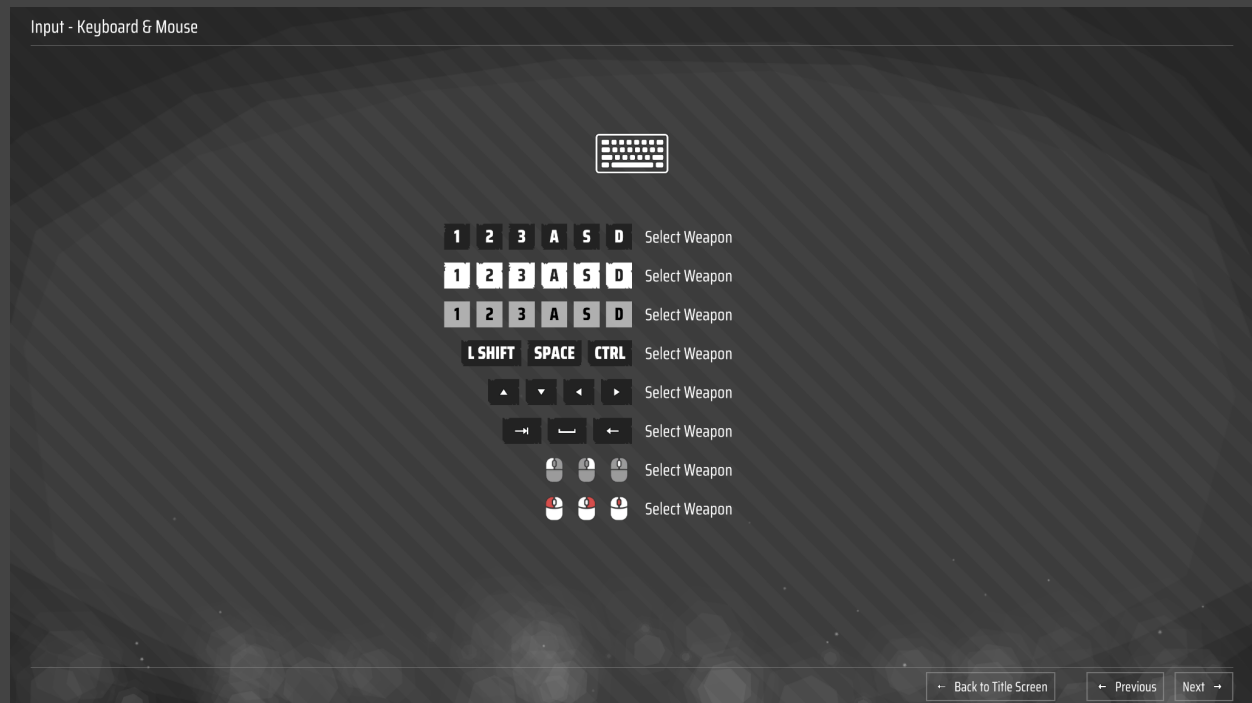 Input - Keyboard & Mouse
1 2 3 A S D Select Weapon
1 2 3 A S D Select Weapon
1 2 3 A S D Select Weapon
L SHIFT SPACE CTRL Select Weapon
Select Weapon
Select Weapon
Select Weapon
Select Weapon
← Back to Title Screen ← Previous Next →